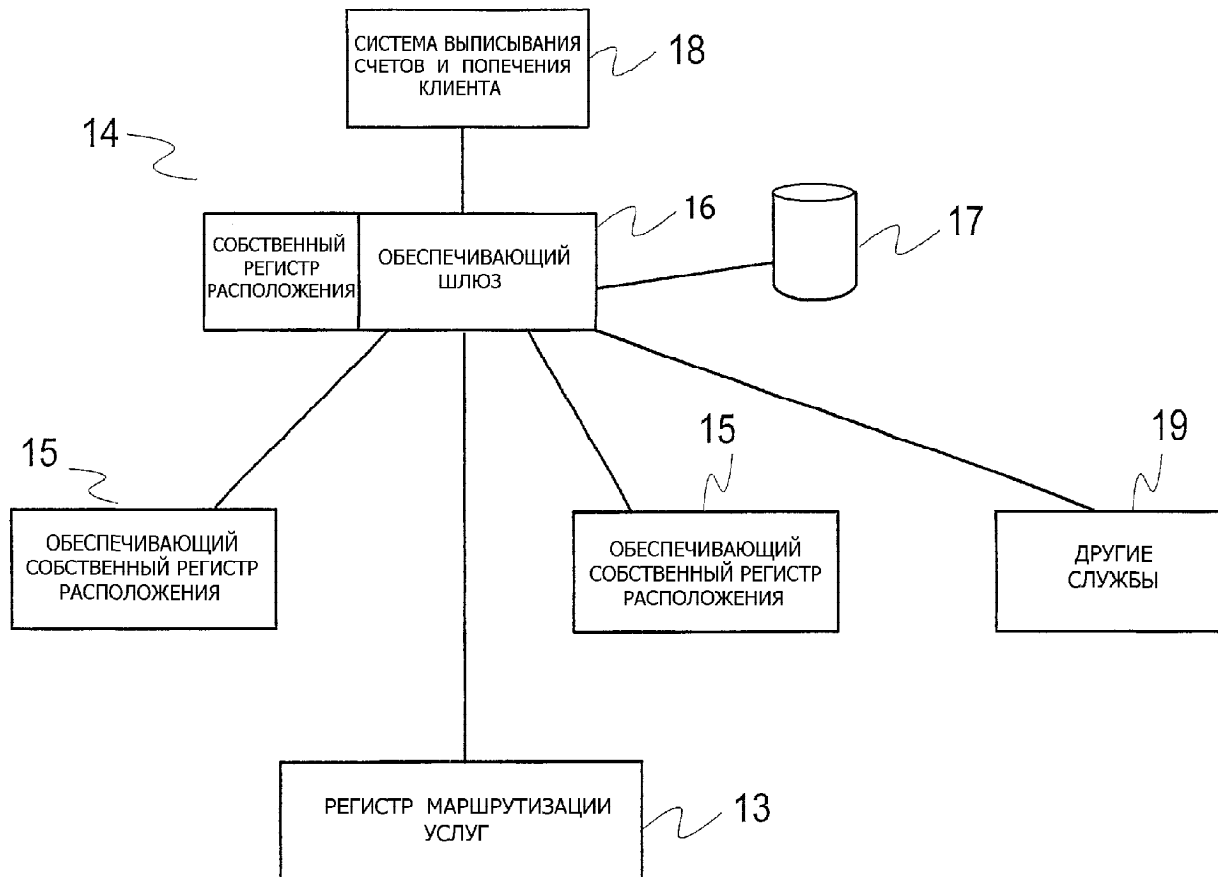 СИСТЕМА ВЫПИСЫВАНИЯ
СЧЕТОВ И ПОПЕЧЕНИЯ
КЛИЕНТА
18
14
16
17
СОБСТВЕННЫЙ
РЕГИСТР
РАСПОЛОЖЕНИЯ
ОБЕСПЕЧИВАЮЩИЙ
ШЛЮЗ
15
15
19
ОБЕСПЕЧИВАЮЩИЙ
СОБСТВЕННЫЙ РЕГИСТР
РАСПОЛОЖЕНИЯ
ОБЕСПЕЧИВАЮЩИЙ
СОБСТВЕННЫЙ РЕГИСТР
РАСПОЛОЖЕНИЯ
ДРУГИЕ
СЛУЖБЫ
РЕГИСТР МАРШРУТИЗАЦИИ
УСЛУГ
13